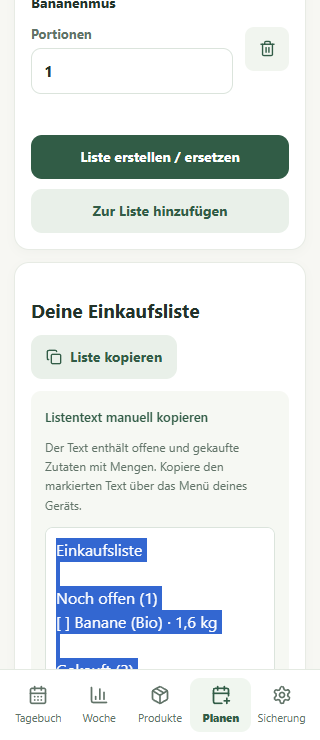 Bananenmus
Portionen
1
Liste erstellen / ersetzen
Zur Liste hinzufügen
Deine Einkaufsliste
Liste kopieren
Listentext manuell kopieren
Der Text enthält offene und gekaufte
Zutaten mit Mengen. Kopiere den
markierten Text über das Menü deines
Geräts.
Einkaufsliste
Noch offen (1)
[ ] Banane (Bio) · 1,6 kg
Tagebuch Woche Produkte Planen Sicherung